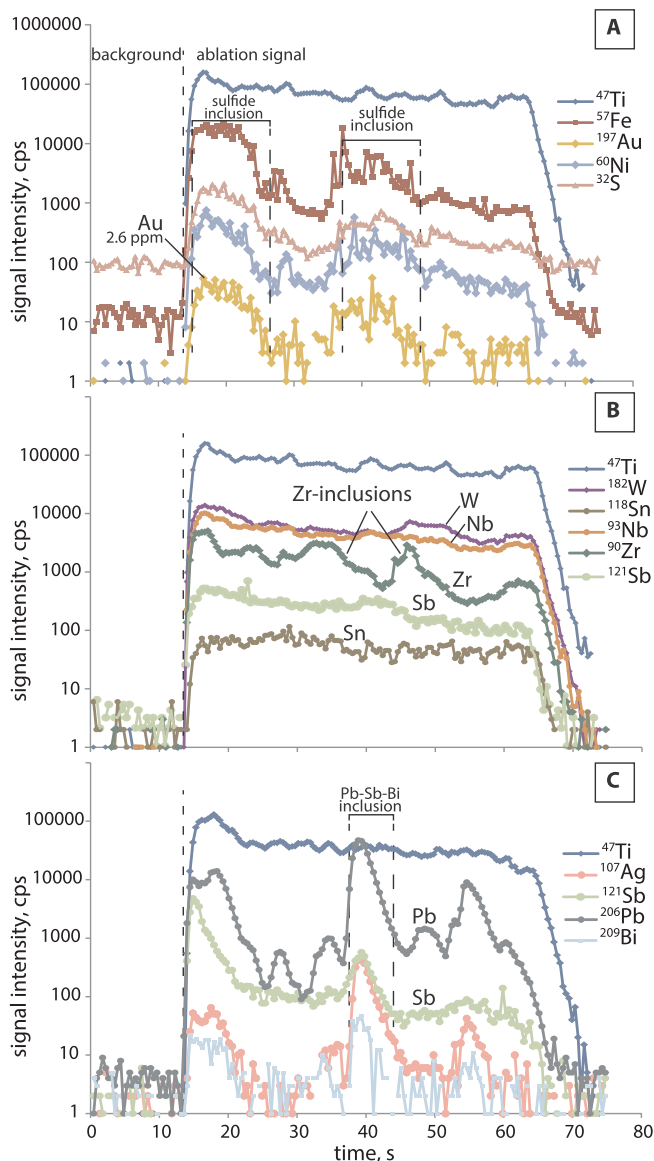 A
1000000
100000
10000
1000
100
10
1
signal intensity, cps
background
ablation signal
sulfide
inclusion
sulfide
inclusion
Au
2.6 ppm
⁴⁷Ti
⁵⁷Fe
¹⁹⁷Au
⁶⁰Ni
³²S
B
100000
10000
1000
100
10
1
signal intensity, cps
Zr-inclusions
W
Nb
Zr
Sb
Sn
⁴⁷Ti
¹⁸²W
¹¹⁸Sn
⁹³Nb
⁹⁰Zr
¹²¹Sb
C
100000
10000
1000
100
10
1
signal intensity, cps
Pb-Sb-Bi
inclusion
Pb
Sb
⁴⁷Ti
¹⁰⁷Ag
¹²¹Sb
²⁰⁶Pb
²⁰⁹Bi
0 10 20 30 40 50 60 70 80
time, s